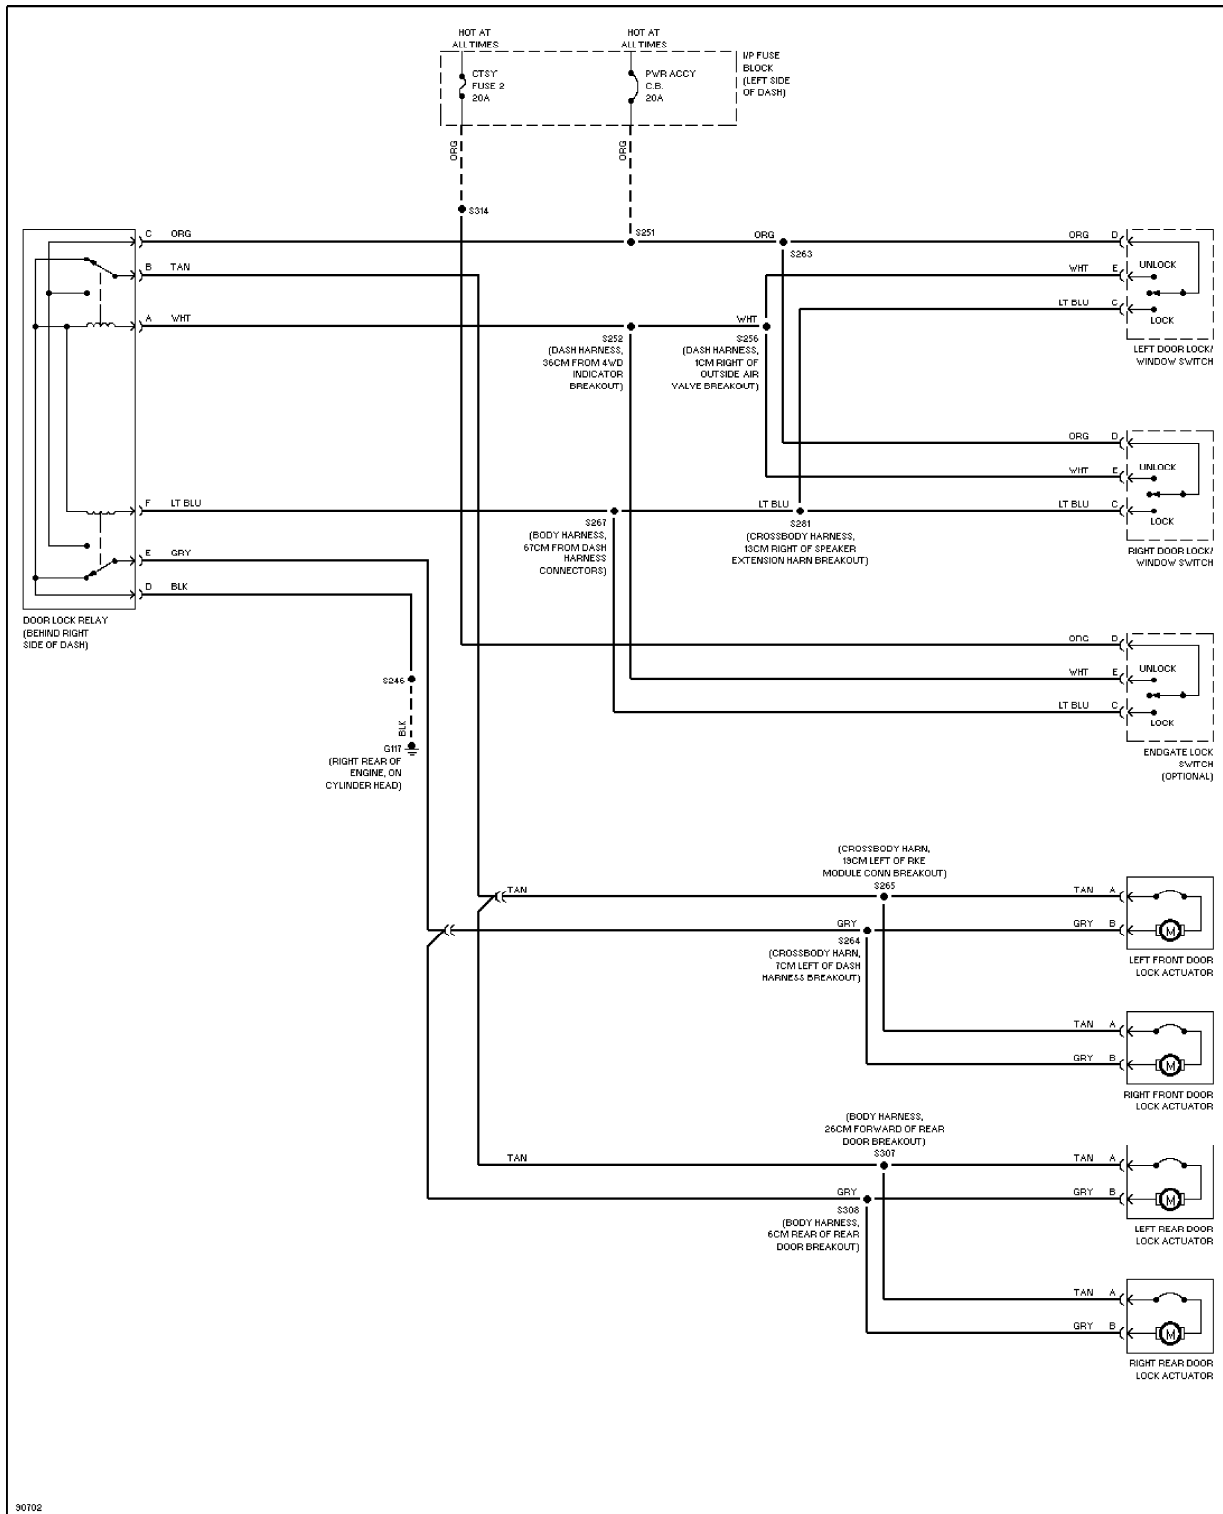 HOT AT
ALL TIMES
HOT AT
ALL TIMES
I/P FUSE
BLOCK
(LEFT SIDE
OF DASH)
CTSY
FUSE 2
20A
PWR ACCY
C.B.
20A
ORG
ORG
S314
S251
C ORG
ORG
S263
ORG D
B TAN
WHT E
UNLOCK
A WHT
WHT
LT BLU C
LOCK
S252
(DASH HARNESS,
36CM FROM 4WD
INDICATOR
BREAKOUT)
S256
(DASH HARNESS,
1CM RIGHT OF
OUTSIDE AIR
VALVE BREAKOUT)
LEFT DOOR LOCK/
WINDOW SWITCH
ORG D
WHT E
UNLOCK
F LT BLU
LT BLU
LT BLU C
LOCK
S267
(BODY HARNESS,
67CM FROM DASH
HARNESS
CONNECTORS)
S281
(CROSSBODY HARNESS,
13CM RIGHT OF SPEAKER
EXTENSION HARN BREAKOUT)
RIGHT DOOR LOCK/
WINDOW SWITCH
E GRY
D BLK
DOOR LOCK RELAY
(BEHIND RIGHT
SIDE OF DASH)
ORG D
WHT E
UNLOCK
LT BLU C
LOCK
S246
BLK
G117
(RIGHT REAR OF
ENGINE, ON
CYLINDER HEAD)
ENDGATE LOCK
SWITCH
(OPTIONAL)
(CROSSBODY HARN,
19CM LEFT OF RKE
MODULE CONN BREAKOUT)
S265
TAN
TAN A
GRY
GRY B
M
S264
(CROSSBODY HARN,
7CM LEFT OF DASH
HARNESS BREAKOUT)
LEFT FRONT DOOR
LOCK ACTUATOR
TAN A
GRY B
M
RIGHT FRONT DOOR
LOCK ACTUATOR
(BODY HARNESS,
26CM FORWARD OF REAR
DOOR BREAKOUT)
S307
TAN
TAN A
GRY
GRY B
M
S308
(BODY HARNESS,
6CM REAR OF REAR
DOOR BREAKOUT)
LEFT REAR DOOR
LOCK ACTUATOR
TAN A
GRY B
M
RIGHT REAR DOOR
LOCK ACTUATOR
90702